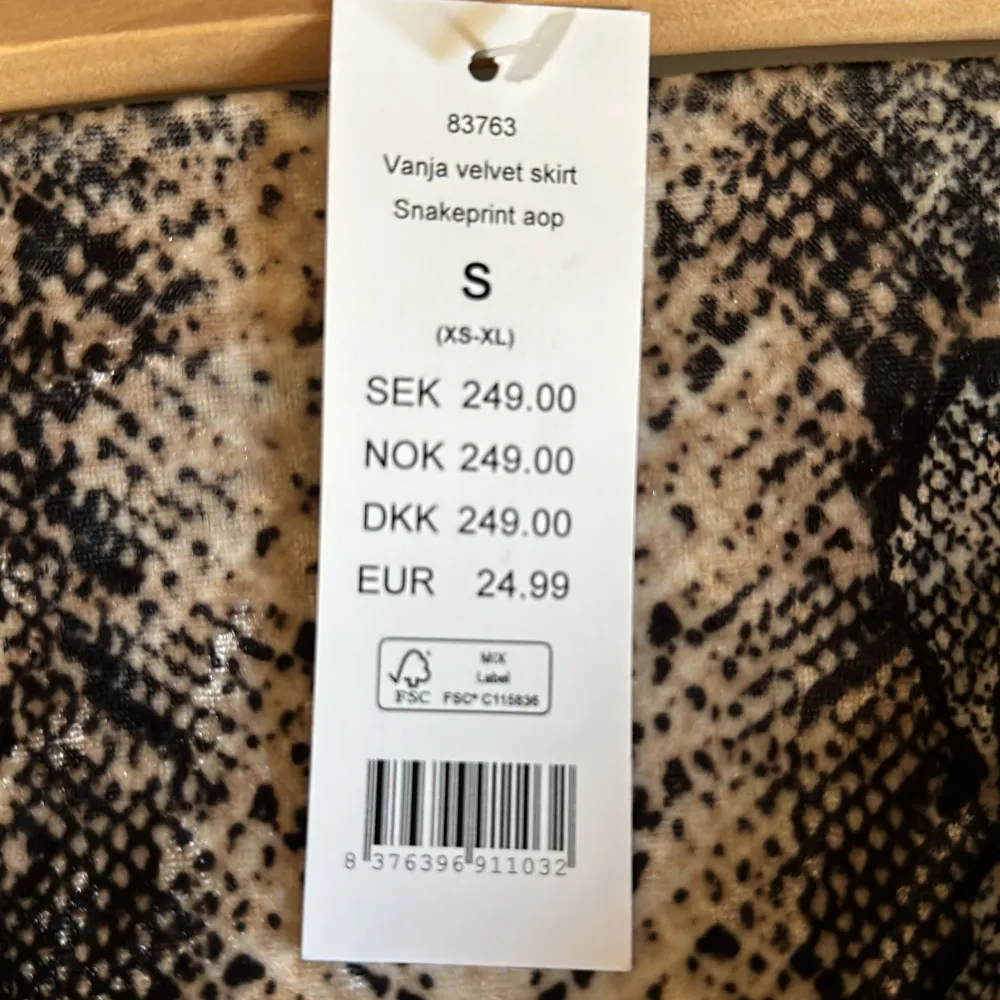 83763
Vanja velvet skirt
Snakeprint aop
S
(XS-XL)
SEK 249.00
NOK 249.00
DKK 249.00
EUR 24.99
MIX
Label
FSC FSC® C115836
8 376396 911032